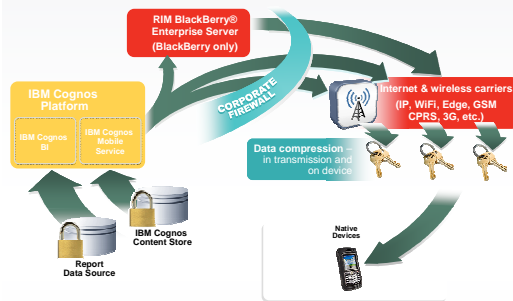 RIM BlackBerry®
Enterprise Server
(BlackBerry only)
IBM Cognos
Platform
IBM Cognos
BI
IBM Cognos
Mobile
Service
CORPORATE
FIREWALL
Internet & wireless carriers
(IP, WiFi, Edge, GSM
CPRS, 3G, etc.)
Data compression –
in transmission and
on device
IBM Cognos
Content Store
Report
Data Source
Native
Devices